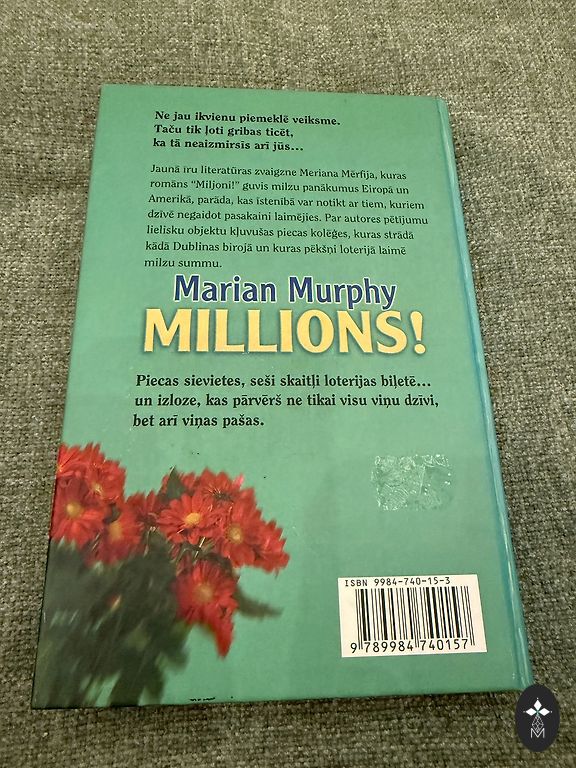 Ne jau ikvienu piemeklē veiksme.
Taču tik ļoti gribas ticēt,
ka tā neaizmirsīs arī jūs...
Jaunā īru literatūras zvaigzne Meriana Mērfija, kuras
romāns “Miljoni!” guvis milzu panākumus Eiropā un
Amerikā, parāda, kas īstenībā var notikt ar tiem, kuriem
dzīvē negaidot pasakaini laimējies. Par autores pētījumu
lielisku objektu kļuvušas piecas kolēģes, kuras strādā
kādā Dublinas birojā un kuras pēkšņi loterijā laimē
milzu summu.
Marian Murphy
MILLIONS!
Piecas sievietes, seši skaitļi loterijas biļetē...
un izloze, kas pārvērš ne tikai visu viņu dzīvi,
bet arī viņas pašas.
ISBN 9984-740-15-3
9 789984 740157
M